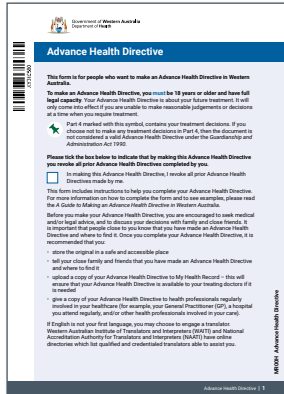 Government of Western Australia
Department of Health
Advance Health Directive
This form is for people who want to make an Advance Health Directive in Western
Australia.
To make an Advance Health Directive, you must be 18 years or older and have full
legal capacity. Your Advance Health Directive is about your future treatment. It will
only come into effect if you are unable to make reasonable judgements or decisions
at a time when you require treatment.
Part 4 marked with this symbol, contains your treatment decisions. If you
choose not to make any treatment decisions in Part 4, then the document is
not considered a valid Advance Health Directive under the Guardianship and
Administration Act 1990.
Please tick the box below to indicate that by making this Advance Health Directive
you revoke all prior Advance Health Directives completed by you.
In making this Advance Health Directive, I revoke all prior Advance Health
Directives made by me.
This form includes instructions to help you complete your Advance Health Directive.
For more information on how to complete the form and to see examples, please read
the A Guide to Making an Advance Health Directive in Western Australia.
Before you make your Advance Health Directive, you are encouraged to seek medical
and/or legal advice, and to discuss your decisions with family and close friends. It
is important that people close to you know that you have made an Advance Health
Directive and where to find it. Once you complete your Advance Health Directive, it is
recommended that you:
• store the original in a safe and accessible place
• tell your close family and friends that you have made an Advance Health Directive
and where to find it
• upload a copy of your Advance Health Directive to My Health Record – this will
ensure that your Advance Health Directive is available to your treating doctors if it
is needed
• give a copy of your Advance Health Directive to health professionals regularly
involved in your healthcare (for example, your General Practitioner (GP), a hospital
you attend regularly, and/or other health professionals involved in your care).
If English is not your first language, you may choose to engage a translator.
Western Australian Institute of Translators and Interpreters (WAITI) and National
Accreditation Authority for Translators and Interpreters (NAATI) have online
directories which list qualified and credentialed translators able to assist you.
MR00H Advance Health Directive
Advance Health Directive | 1